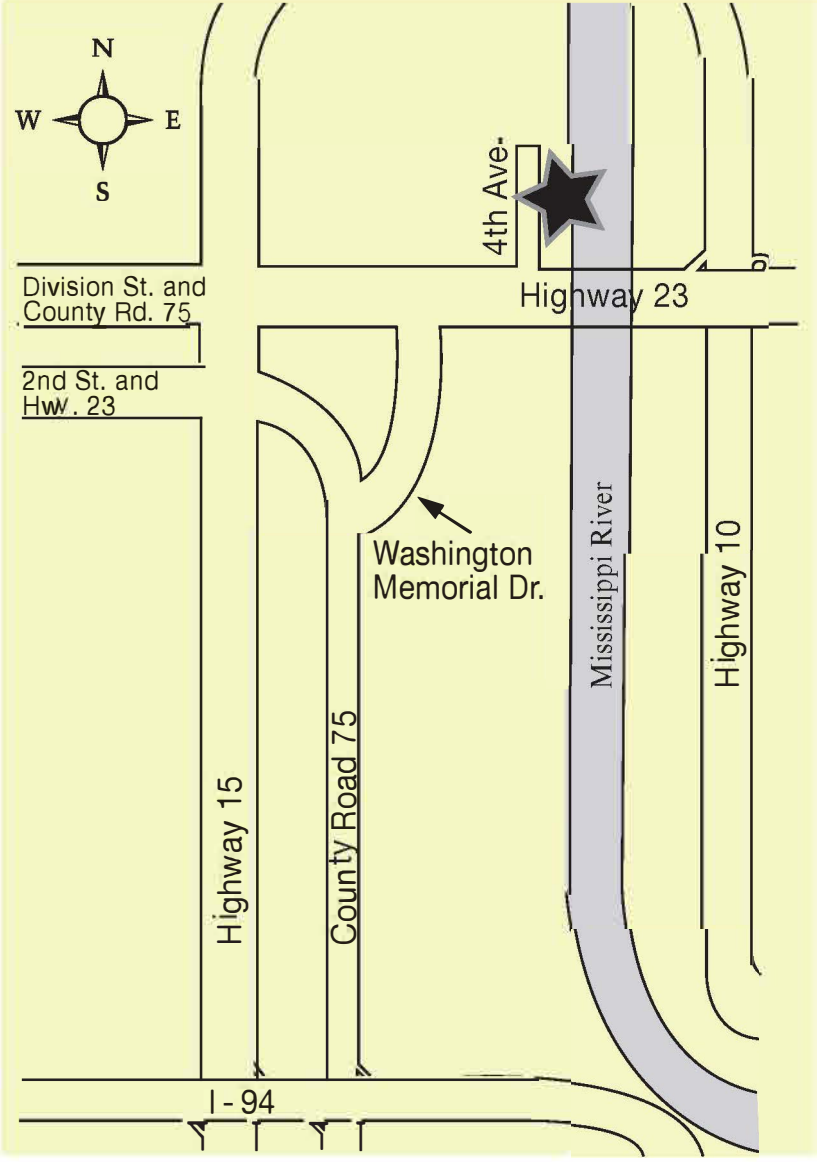 N
W
E
S
4th Ave.
Division St. and
County Rd. 75
Highway 23
2nd St. and
Hwy. 23
Washington
Memorial Dr.
Mississippi River
Highway 10
County Road 75
Highway 15
I - 94